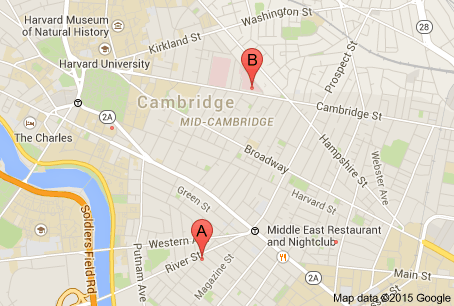 Washington St
28
Harvard Museum
of Natural History
Kirkland St
B
Harvard University
Prospect St
Cambridge
Cambridge St
2A
MID-CAMBRIDGE
The Charles
Hampshire St
Broadway
Webster Ave
Green St
Harvard St
Soldiers Field Rd
Putnam Ave
Western A
A
Middle East Restaurant
and Nightclub
River St
Magazine St
2A
Main St
Map data ©2015 Google